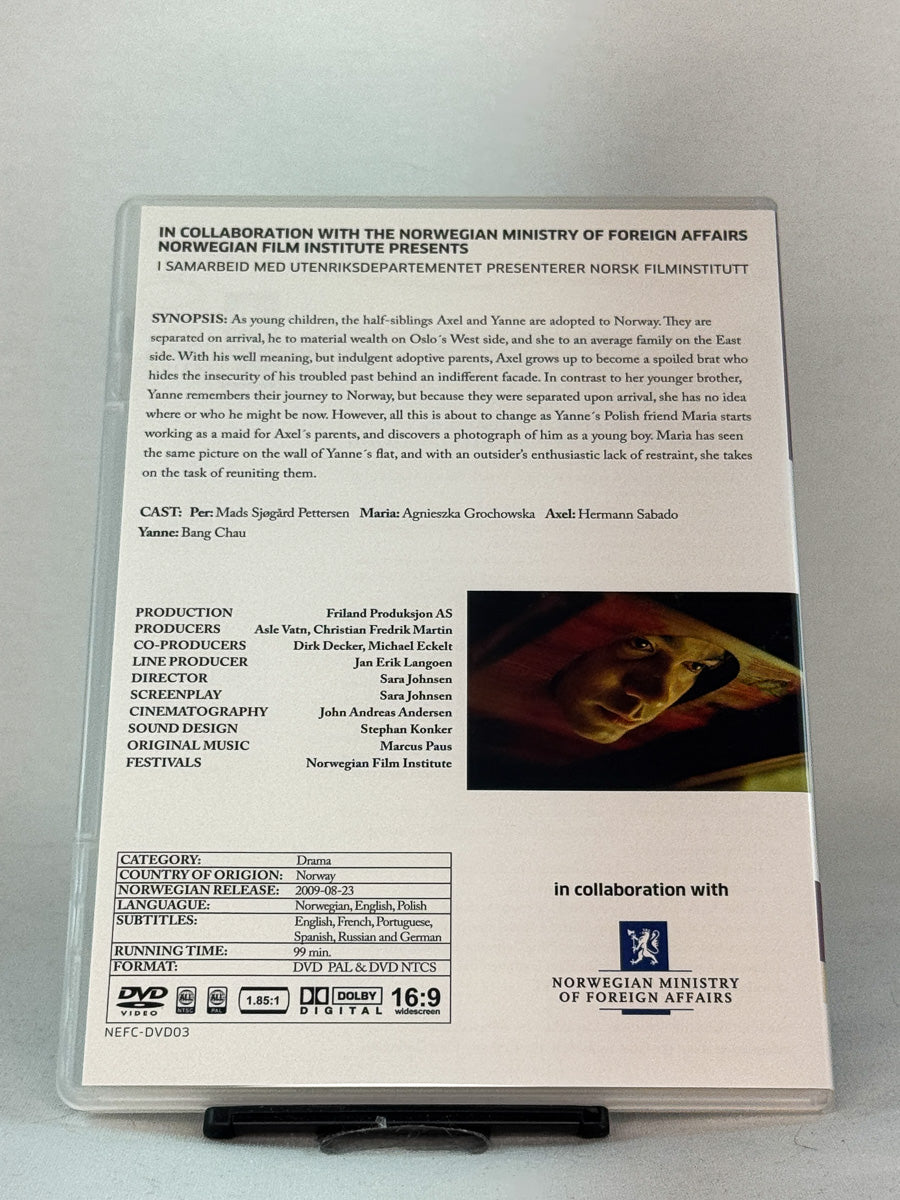 IN COLLABORATION WITH THE NORWEGIAN MINISTRY OF FOREIGN AFFAIRS
NORWEGIAN FILM INSTITUTE PRESENTS
I SAMARBEID MED UTENRIKSDEPARTEMENTET PRESENTERER NORSK FILMINSTITUTT
SYNOPSIS: As young children, the half-siblings Axel and Yanne are adopted to Norway. They are
separated on arrival, he to material wealth on Oslo´s West side, and she to an average family on the East
side. With his well meaning, but indulgent adoptive parents, Axel grows up to become a spoiled brat who
hides the insecurity of his troubled past behind an indifferent facade. In contrast to her younger brother,
Yanne remembers their journey to Norway, but because they were separated upon arrival, she has no idea
where or who he might be now. However, all this is about to change as Yanne´s Polish friend Maria starts
working as a maid for Axel´s parents, and discovers a photograph of him as a young boy. Maria has seen
the same picture on the wall of Yanne´s flat, and with an outsider's enthusiastic lack of restraint, she takes
on the task of reuniting them.
CAST: Per: Mads Sjøgård Pettersen Maria: Agnieszka Grochowska Axel: Hermann Sabado
Yanne: Bang Chau
PRODUCTION Friland Produksjon AS
PRODUCERS Asle Vatn, Christian Fredrik Martin
CO-PRODUCERS Dirk Decker, Michael Eckelt
LINE PRODUCER Jan Erik Langoen
DIRECTOR Sara Johnsen
SCREENPLAY Sara Johnsen
CINEMATOGRAPHY John Andreas Andersen
SOUND DESIGN Stephan Konker
ORIGINAL MUSIC Marcus Paus
FESTIVALS Norwegian Film Institute
CATEGORY: Drama
COUNTRY OF ORIGION: Norway
NORWEGIAN RELEASE: 2009-08-23
LANGUAGUE: Norwegian, English, Polish
SUBTITLES: English, French, Portuguese,
Spanish, Russian and German
RUNNING TIME: 99 min.
FORMAT: DVD PAL & DVD NTCS
DVD VIDEO ALL NTSC ALL PAL 1.85:1 DOLBY DIGITAL 16:9 widescreen
NEFC-DVD03
in collaboration with
NORWEGIAN MINISTRY
OF FOREIGN AFFAIRS